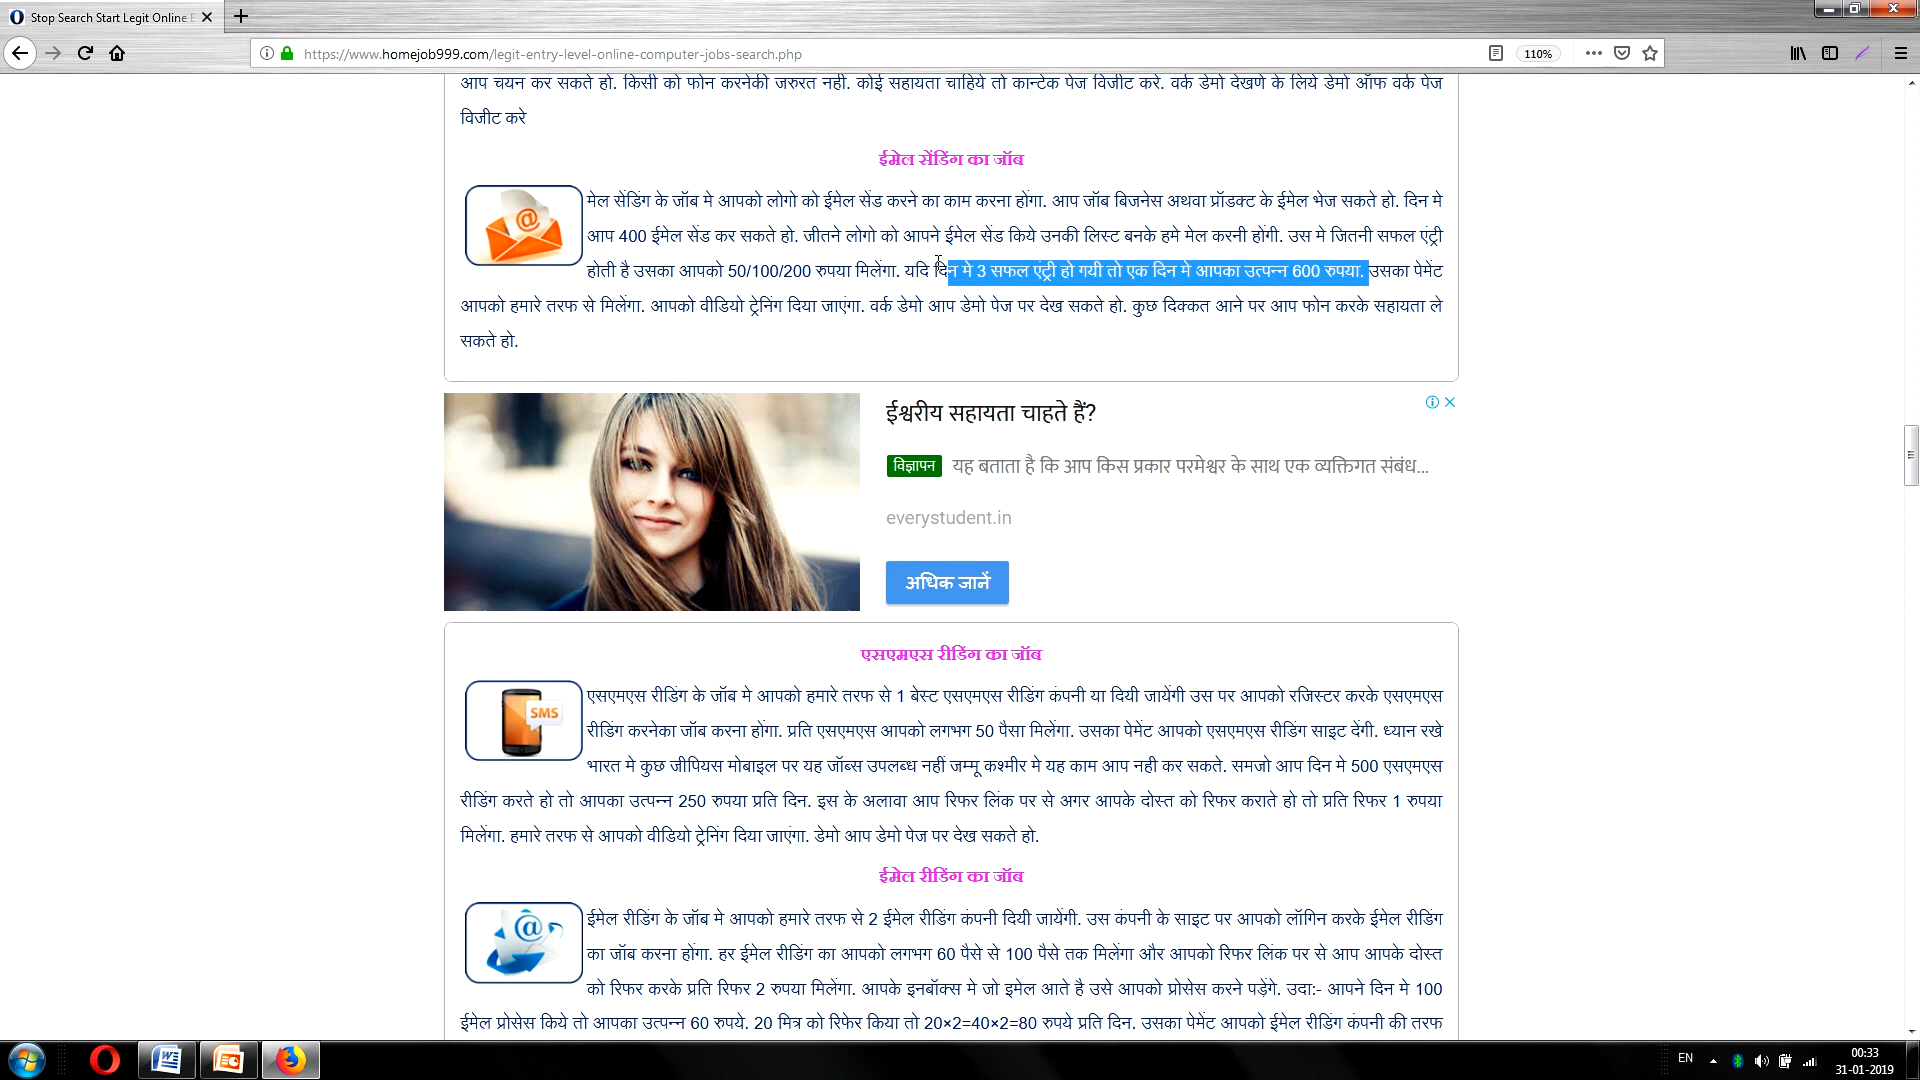 Stop Search Start Legit Online E
https://www.homejob999.com/legit-entry-level-online-computer-jobs-search.php
110%
आप चयन कर सकते हो. किसी को फोन करनेकी जरुरत नही. कोई सहायता चाहिये तो कान्टेक पेज विजीट करे. वर्क डेमो देखणे के लिये डेमो ऑफ वर्क पेज
विजीट करे
ईमेल सेंडिंग का जॉब
मेल सेंडिंग के जॉब मे आपको लोगो को ईमेल सेंड करने का काम करना होंगा. आप जॉब बिजनेस अथवा प्रॉडक्ट के ईमेल भेज सकते हो. दिन मे
आप 400 ईमेल सेंड कर सकते हो. जीतने लोगो को आपने ईमेल सेंड किये उनकी लिस्ट बनके हमे मेल करनी होंगी. उस मे जितनी सफल एंट्री
होती है उसका आपको 50/100/200 रुपया मिलेंगा. यदि दिन मे 3 सफल एंट्री हो गयी तो एक दिन मे आपका उत्पन्न 600 रुपया. उसका पेमेंट
आपको हमारे तरफ से मिलेंगा. आपको वीडियो ट्रेनिंग दिया जाएंगा. वर्क डेमो आप डेमो पेज पर देख सकते हो. कुछ दिक्कत आने पर आप फोन करके सहायता ले
सकते हो.
ईश्वरीय सहायता चाहते हैं?
विज्ञापन यह बताता है कि आप किस प्रकार परमेश्वर के साथ एक व्यक्तिगत संबंध...
everystudent.in
अधिक जानें
एसएमएस रीडिंग का जॉब
SMS
एसएमएस रीडिंग के जॉब मे आपको हमारे तरफ से 1 बेस्ट एसएमएस रीडिंग कंपनी या दियी जायेंगी उस पर आपको रजिस्टर करके एसएमएस
रीडिंग करनेका जॉब करना होंगा. प्रति एसएमएस आपको लगभग 50 पैसा मिलेंगा. उसका पेमेंट आपको एसएमएस रीडिंग साइट देंगी. ध्यान रखे
भारत मे कुछ जीपियस मोबाइल पर यह जॉब्स उपलब्ध नहीं जम्मू कश्मीर मे यह काम आप नही कर सकते. समजो आप दिन मे 500 एसएमएस
रीडिंग करते हो तो आपका उत्पन्न 250 रुपया प्रति दिन. इस के अलावा आप रिफर लिंक पर से अगर आपके दोस्त को रिफर कराते हो तो प्रति रिफर 1 रुपया
मिलेंगा. हमारे तरफ से आपको वीडियो ट्रेनिंग दिया जाएंगा. डेमो आप डेमो पेज पर देख सकते हो.
ईमेल रीडिंग का जॉब
ईमेल रीडिंग के जॉब मे आपको हमारे तरफ से 2 ईमेल रीडिंग कंपनी दियी जायेंगी. उस कंपनी के साइट पर आपको लॉगिन करके ईमेल रीडिंग
का जॉब करना होंगा. हर ईमेल रीडिंग का आपको लगभग 60 पैसे से 100 पैसे तक मिलेंगा और आपको रिफर लिंक पर से आप आपके दोस्त
को रिफर करके प्रति रिफर 2 रुपया मिलेंगा. आपके इनबॉक्स मे जो इमेल आते है उसे आपको प्रोसेस करने पड़ेंगे. उदा:- आपने दिन मे 100
ईमेल प्रोसेस किये तो आपका उत्पन्न 60 रुपये. 20 मित्र को रिफेर किया तो 20×2=40×2=80 रुपये प्रति दिन. उसका पेमेंट आपको ईमेल रीडिंग कंपनी की तरफ
EN
00:33
31-01-2019